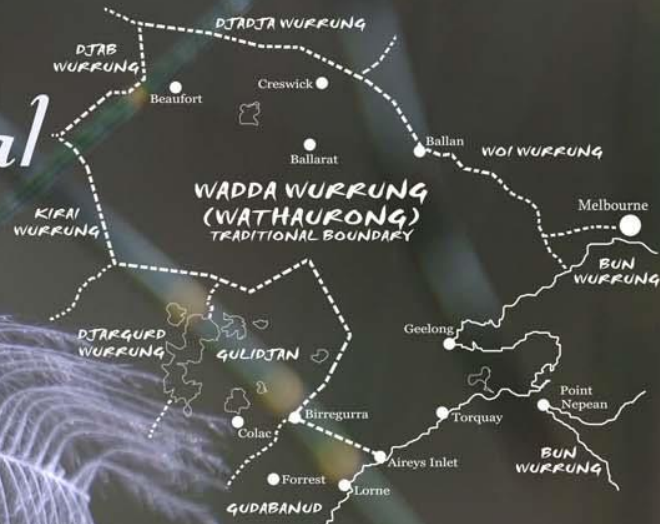 DJADJA WURRUNG
DJAB
WURRUNG
Creswick
Beaufort
Ballan
Ballarat
WOI WURRUNG
WADDA WURRUNG
(WATHAURONG)
TRADITIONAL BOUNDARY
KIRAI
WURRUNG
Melbourne
BUN
WURRUNG
Geelong
DJARGURD
WURRUNG
GULIDJAN
Point
Nepean
Birregurra
Torquay
Colac
BUN
WURRUNG
Aireys Inlet
Forrest
Lorne
GUDABANUD